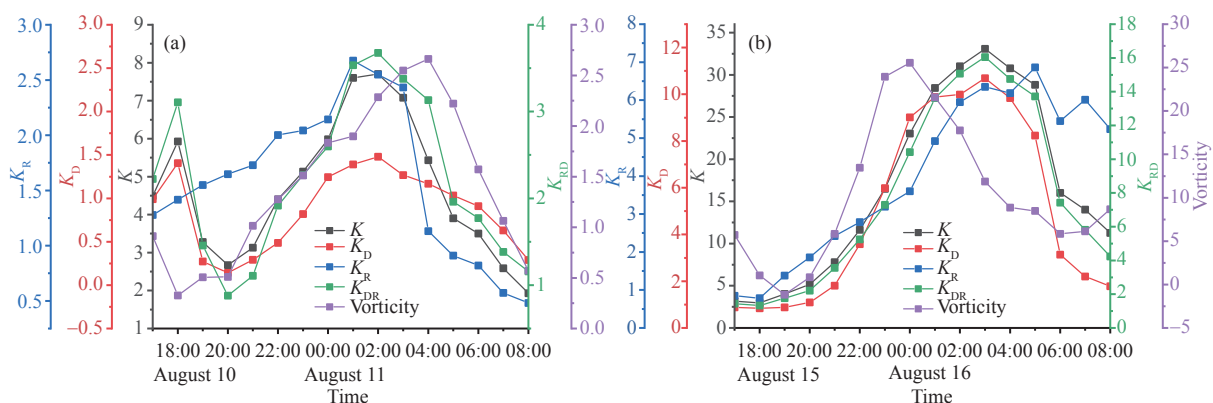 (a)
3.0
2.5
2.0
1.5
1.0
0.5
K_R
3.0
2.5
2.0
1.5
1.0
0.5
0.0
−0.5
K_D
9
8
7
6
5
4
3
2
1
K
4
3
2
1
K_RD
3.0
2.5
2.0
1.5
1.0
0.5
0.0
K
K_D
K_R
K_DR
Vorticity
18:00 20:00 22:00 00:00 02:00 04:00 06:00 08:00
August 10 August 11
Time
(b)
8
7
6
5
4
3
2
1
0
K_R
12
10
8
6
4
2
0
K_D
35
30
25
20
15
10
5
0
K
18
16
14
12
10
8
6
4
2
0
K_RD
30
25
20
15
10
5
0
−5
Vorticity
K
K_D
K_R
K_DR
Vorticity
18:00 20:00 22:00 00:00 02:00 04:00 06:00 08:00
August 15 August 16
Time